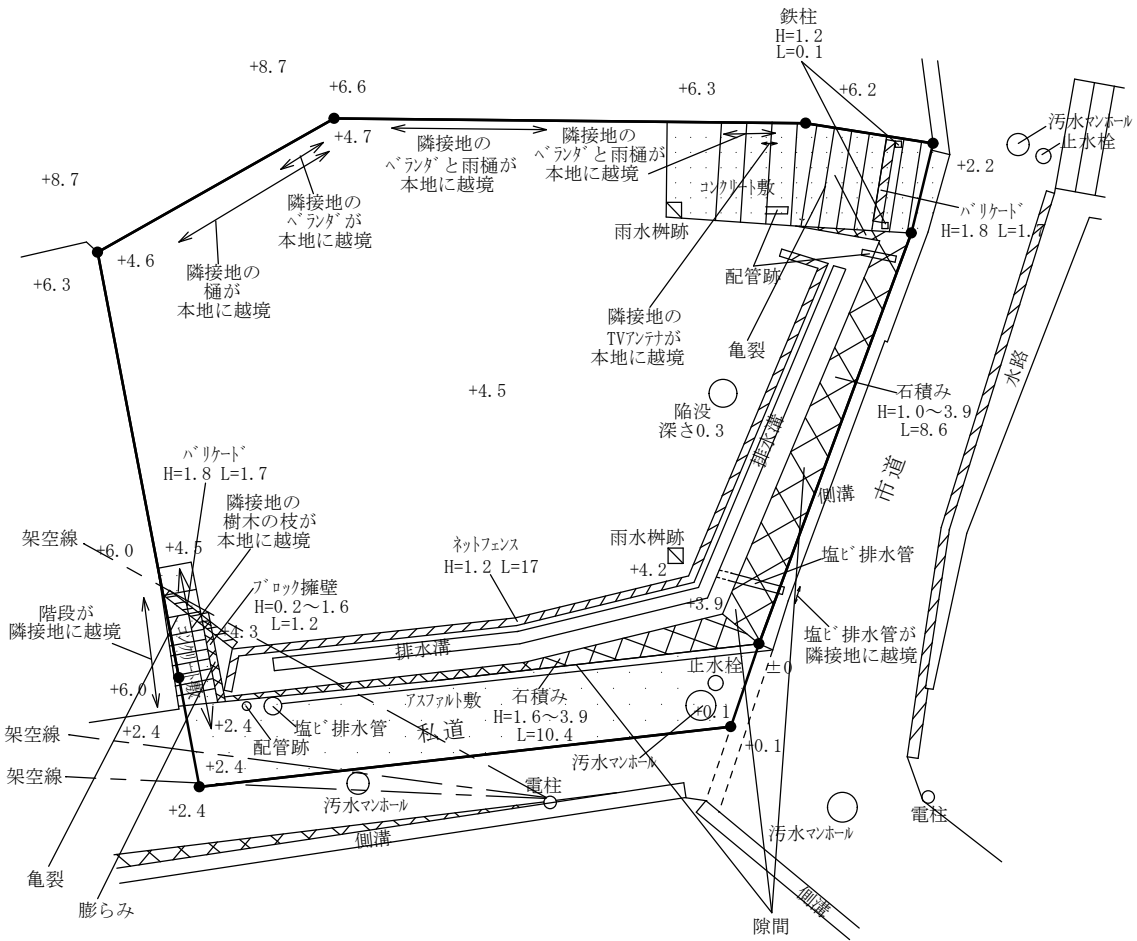 鉄柱
H=1.2
L=0.1
+8.7
+6.6
+6.3
+6.2
汚水マンホール
止水栓
+4.7
隣接地の
ベランダと雨樋が
本地に越境
隣接地の
ベランダと雨樋が
本地に越境
+2.2
+8.7
コンクリート敷
隣接地の
ベランダが
本地に越境
バリケード
H=1.8 L=1.7
雨水桝跡
+4.6
+6.3
隣接地の
樋が
本地に越境
配管跡
隣接地の
TVアンテナが
本地に越境
亀裂
水路
+4.5
石積み
H=1.0～3.9
L=8.6
陥没
深さ0.3
排水溝
バリケード
H=1.8 L=1.7
市道
側溝
隣接地の
樹木の枝が
本地に越境
架空線
+6.0
+4.5
ネットフェンス
H=1.2 L=17
雨水桝跡
+4.2
塩ビ排水管
ブロック擁壁
H=0.2～1.6
L=1.2
階段が
隣接地に越境
+3.9
+4.3
塩ビ排水管が
隣接地に越境
排水溝
止水栓
±0
+6.0
アスファルト敷
石積み
H=1.6～3.9
L=10.4
+0.1
+2.4
+2.4
塩ビ排水管
私道
配管跡
+0.1
架空線
汚水マンホール
+2.4
架空線
電柱
+2.4
汚水マンホール
電柱
汚水マンホール
側溝
亀裂
膨らみ
側溝
隙間